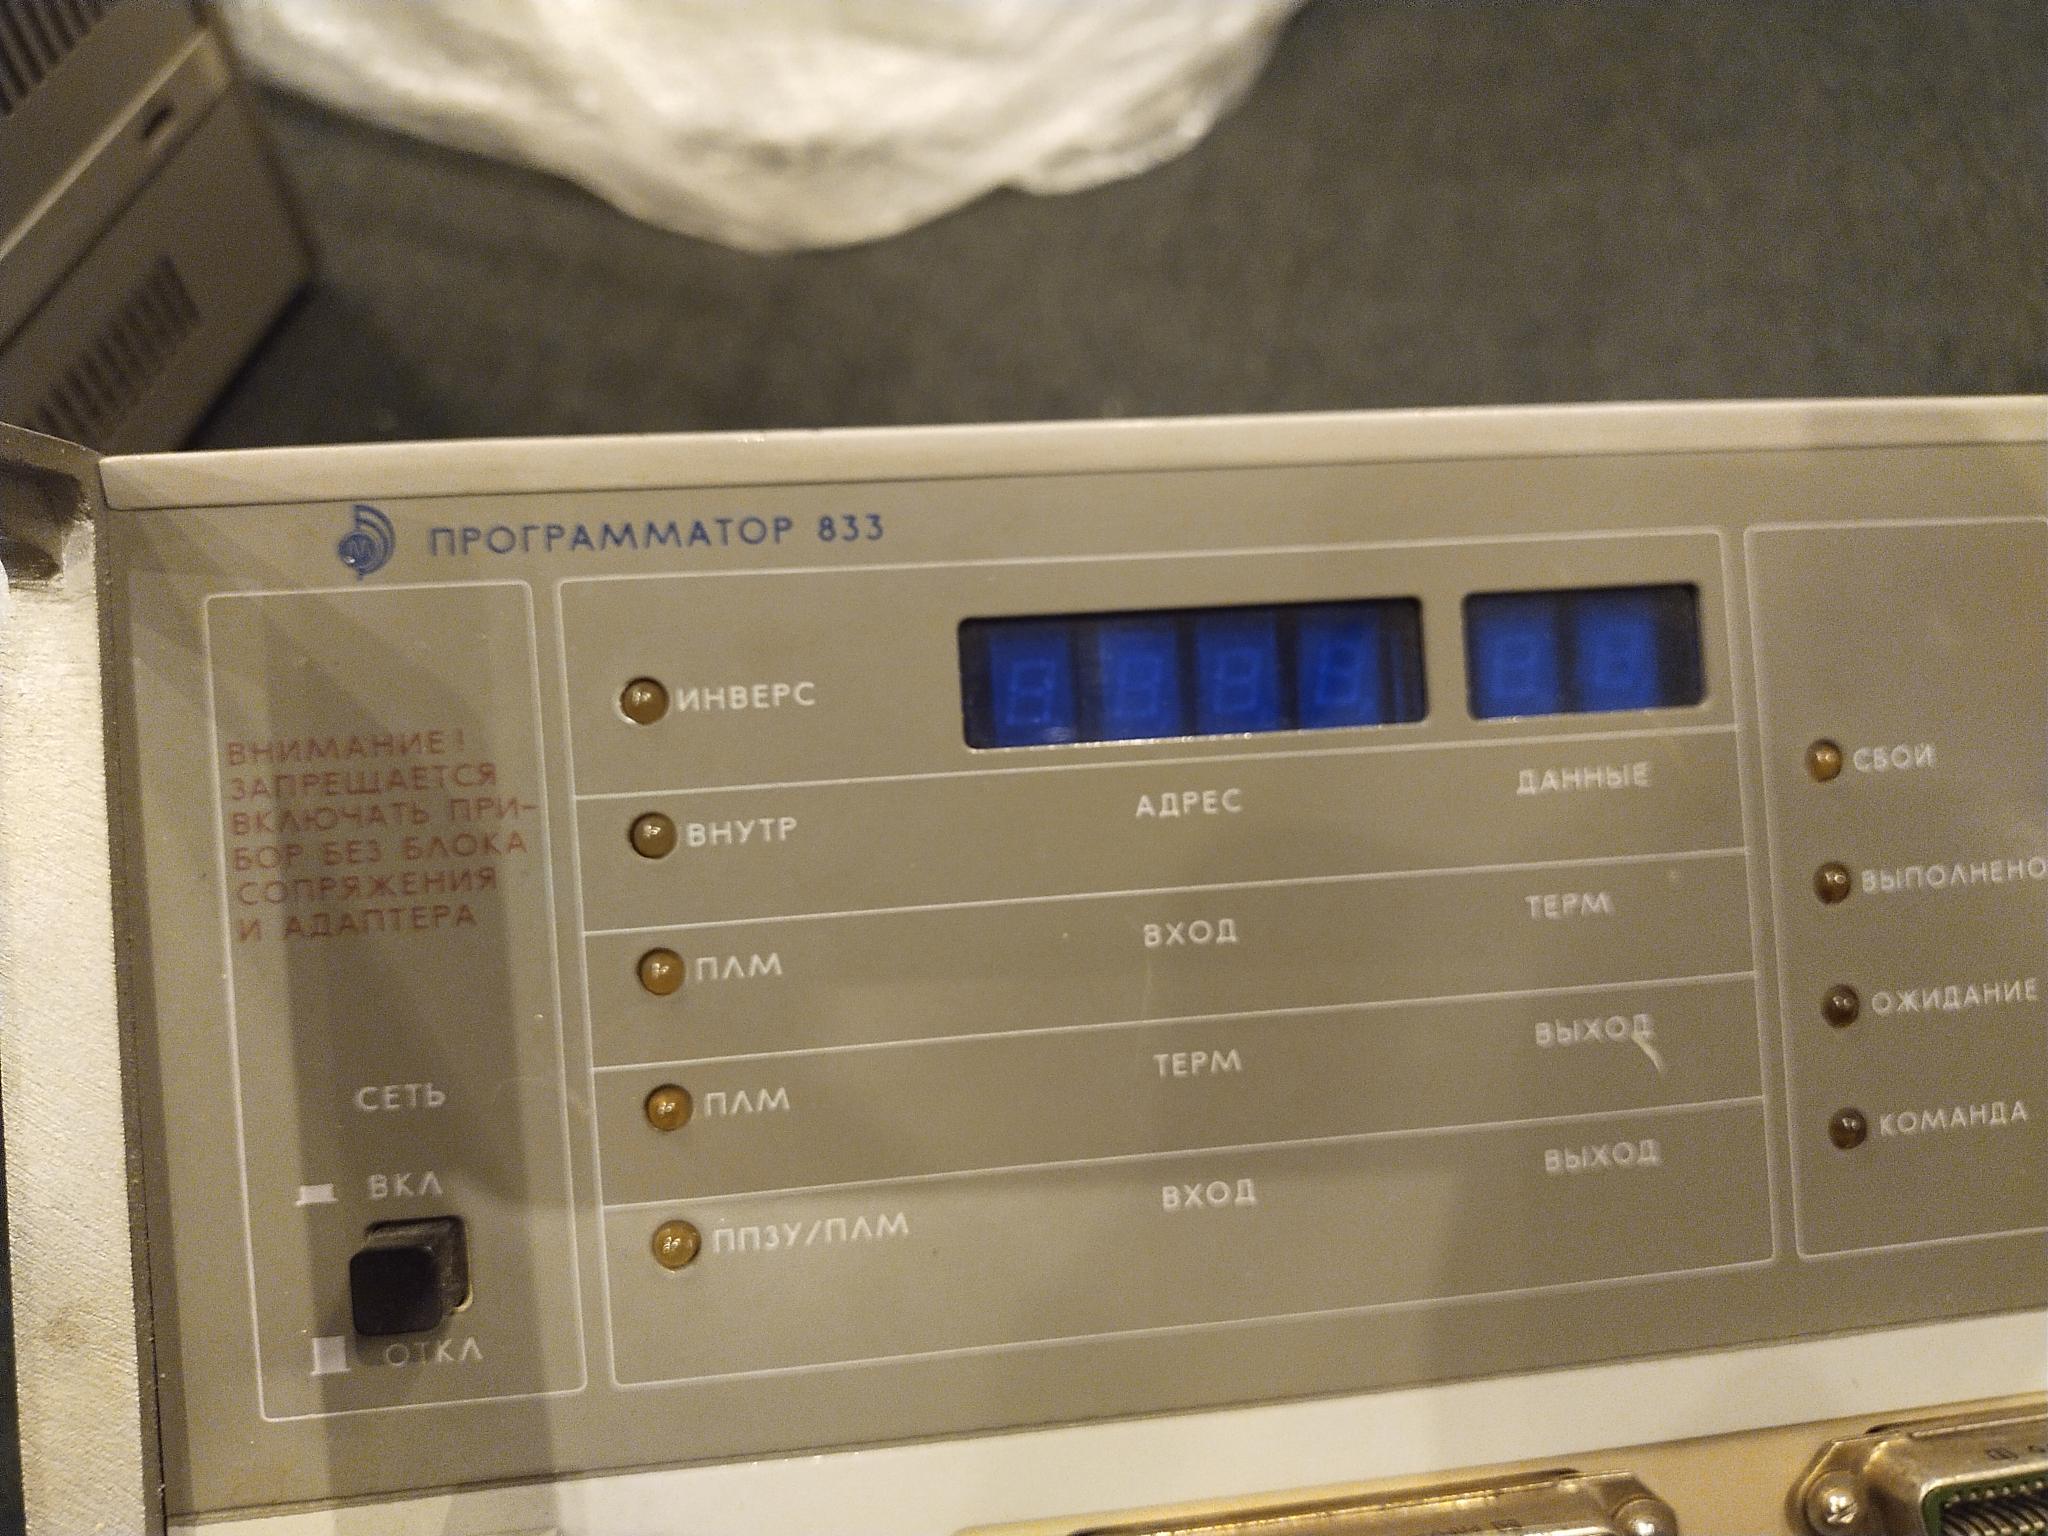 ПРОГРАММАТОР 833
ВНИМАНИЕ!
ЗАПРЕЩАЕТСЯ
ВКЛЮЧАТЬ ПРИ-
БОР БЕЗ БЛОКА
СОПРЯЖЕНИЯ
И АДАПТЕРА
СЕТЬ
ВКЛ
ОТКЛ
ИНВЕРС
ВНУТР
АДРЕС
ДАННЫЕ
ПЛМ
ВХОД
ТЕРМ
ПЛМ
ТЕРМ
ВЫХОД
ППЗУ/ПЛМ
ВХОД
ВЫХОД
СБОЙ
ВЫПОЛНЕНО
ОЖИДАНИЕ
КОМАНДА